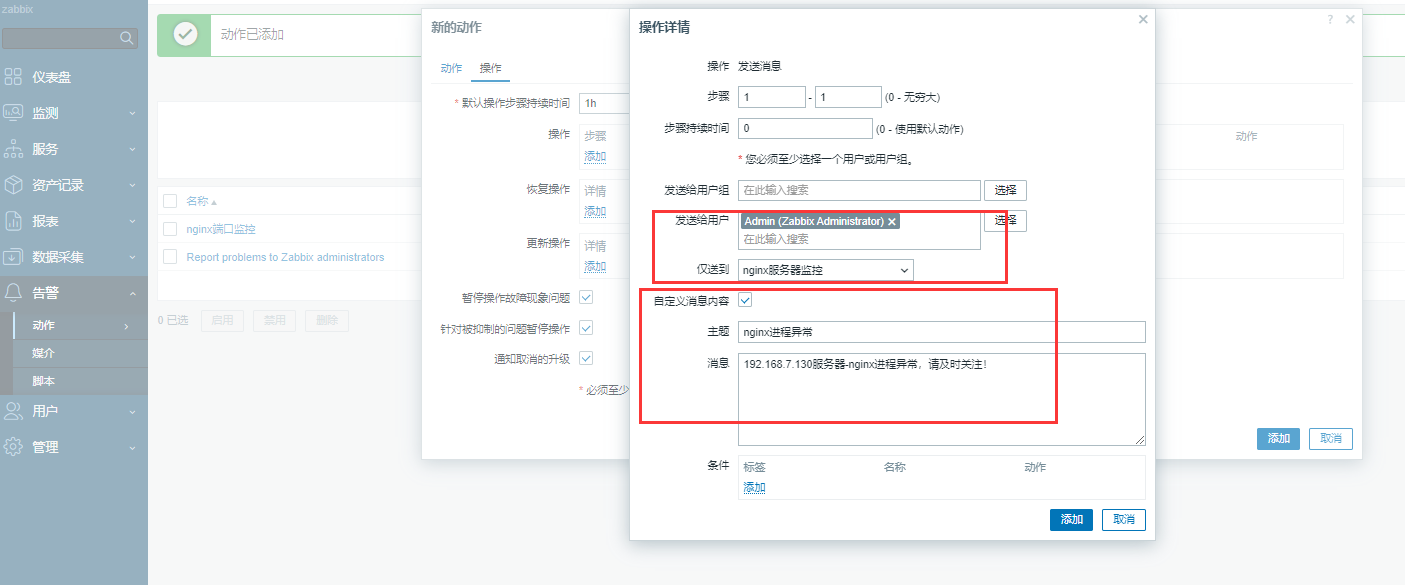 zabbix
仪表盘
监测
服务
资产记录
报表
数据采集
告警
动作
媒介
脚本
用户
管理
动作已添加
名称
nginx端口监控
Report problems to Zabbix administrators
0 已选
启用
禁用
删除
新的动作
动作 操作
* 默认操作步骤持续时间 1h
操作 步骤
添加
动作
恢复操作 详情
添加
更新操作 详情
添加
暂停操作故障现象问题
针对被抑制的问题暂停操作
通知取消的升级
* 必须至少
添加 取消
操作详情
操作 发送消息
步骤 1 - 1 (0 - 无穷大)
步骤持续时间 0 (0 - 使用默认动作)
* 您必须至少选择一个用户或用户组。
发送给用户组 在此输入搜索 选择
发送给用户 Admin (Zabbix Administrator) 选择
在此输入搜索
仅送到 nginx服务器监控
自定义消息内容
主题 nginx进程异常
消息 192.168.7.130服务器-nginx进程异常，请及时关注！
条件 标签 名称 动作
添加
添加 取消